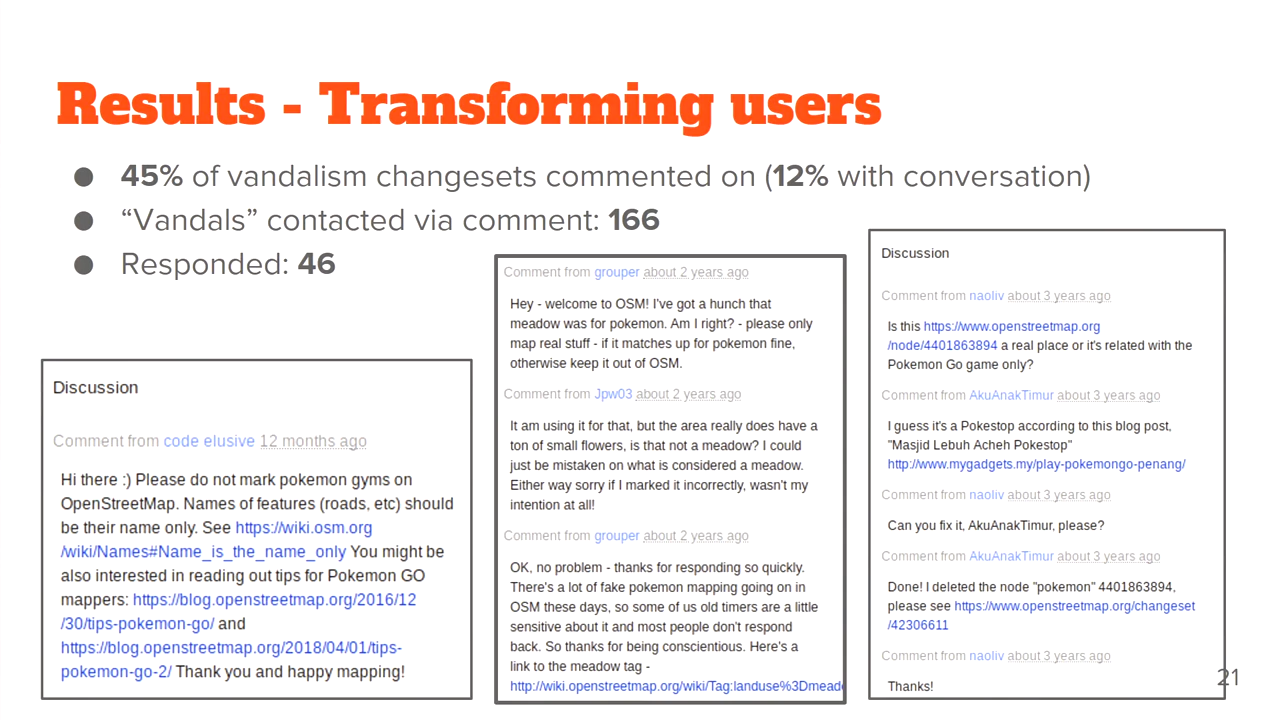 Results - Transforming users
● 45% of vandalism changesets commented on (12% with conversation)
● “Vandals” contacted via comment: 166
● Responded: 46
Discussion
Comment from code elusive 12 months ago
Hi there :) Please do not mark pokemon gyms on
OpenStreetMap. Names of features (roads, etc) should
be their name only. See https://wiki.osm.org
/wiki/Names#Name_is_the_name_only You might be
also interested in reading out tips for Pokemon GO
mappers: https://blog.openstreetmap.org/2016/12
/30/tips-pokemon-go/ and
https://blog.openstreetmap.org/2018/04/01/tips-
pokemon-go-2/ Thank you and happy mapping!
Comment from grouper about 2 years ago
Hey - welcome to OSM! I've got a hunch that
meadow was for pokemon. Am I right? - please only
map real stuff - if it matches up for pokemon fine,
otherwise keep it out of OSM.
Comment from Jpw03 about 2 years ago
It am using it for that, but the area really does have a
ton of small flowers, is that not a meadow? I could
just be mistaken on what is considered a meadow.
Either way sorry if I marked it incorrectly, wasn't my
intention at all!
Comment from grouper about 2 years ago
OK, no problem - thanks for responding so quickly.
There's a lot of fake pokemon mapping going on in
OSM these days, so some of us old timers are a little
sensitive about it and most people don't respond
back. So thanks for being conscientious. Here's a
link to the meadow tag -
http://wiki.openstreetmap.org/wiki/Tag:landuse%3Dmead
Discussion
Comment from naoliv about 3 years ago
Is this https://www.openstreetmap.org
/node/4401863894 a real place or it's related with the
Pokemon Go game only?
Comment from AkuAnakTimur about 3 years ago
I guess it's a Pokestop according to this blog post,
"Masjid Lebuh Acheh Pokestop"
http://www.mygadgets.my/play-pokemongo-penang/
Comment from naoliv about 3 years ago
Can you fix it, AkuAnakTimur, please?
Comment from AkuAnakTimur about 3 years ago
Done! I deleted the node "pokemon" 4401863894,
please see https://www.openstreetmap.org/changeset
/42306611
Comment from naoliv about 3 years ago
Thanks!
21